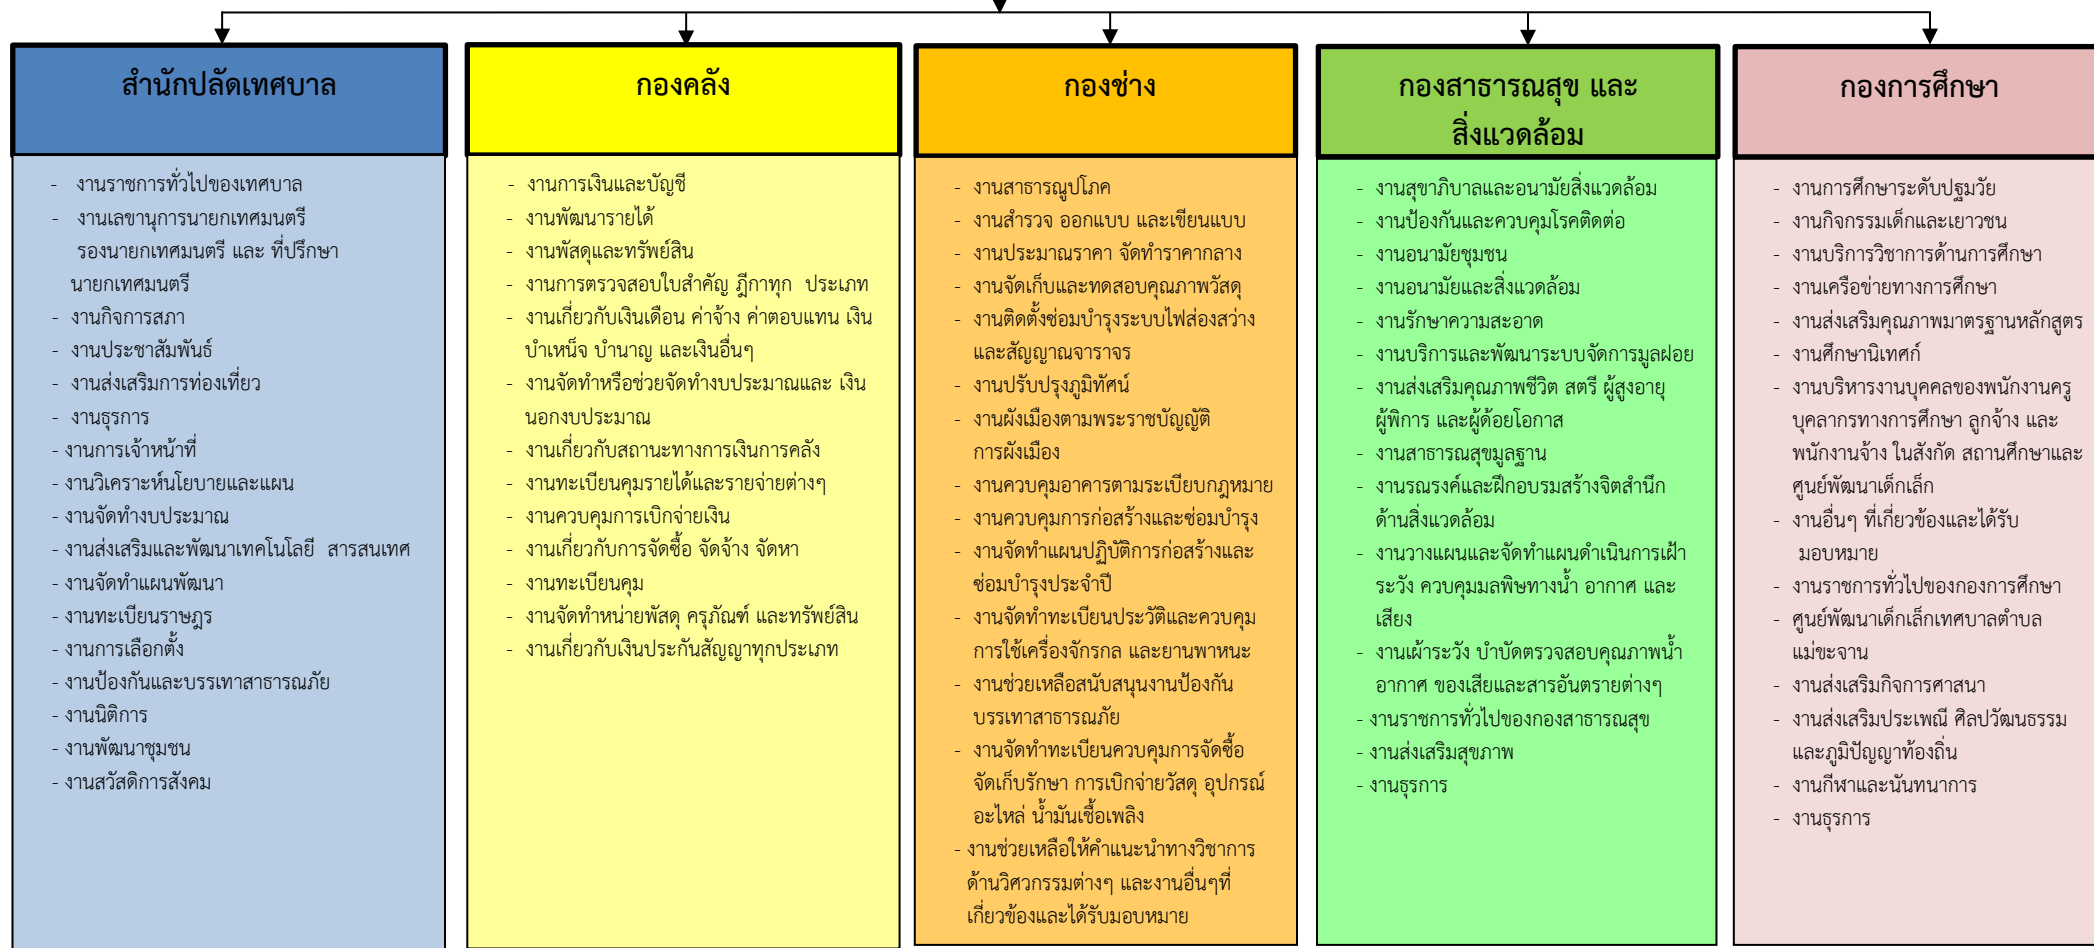 สำนักปลัดเทศบาล
- งานราชการทั่วไปของเทศบาล
- งานเลขานุการนายกเทศมนตรี
รองนายกเทศมนตรี และ ที่ปรึกษา
นายกเทศมนตรี
- งานกิจการสภา
- งานประชาสัมพันธ์
- งานส่งเสริมการท่องเที่ยว
- งานธุรการ
- งานการเจ้าหน้าที่
- งานวิเคราะห์นโยบายและแผน
- งานจัดทำงบประมาณ
- งานส่งเสริมและพัฒนาเทคโนโลยี สารสนเทศ
- งานจัดทำแผนพัฒนา
- งานทะเบียนราษฎร
- งานการเลือกตั้ง
- งานป้องกันและบรรเทาสาธารณภัย
- งานนิติการ
- งานพัฒนาชุมชน
- งานสวัสดิการสังคม
กองคลัง
- งานการเงินและบัญชี
- งานพัฒนารายได้
- งานพัสดุและทรัพย์สิน
- งานการตรวจสอบใบสำคัญ ฎีกาทุก ประเภท
- งานเกี่ยวกับเงินเดือน ค่าจ้าง ค่าตอบแทน เงิน
บำเหน็จ บำนาญ และเงินอื่นๆ
- งานจัดทำหรือช่วยจัดทำงบประมาณและ เงิน
นอกงบประมาณ
- งานเกี่ยวกับสถานะทางการเงินการคลัง
- งานทะเบียนคุมรายได้และรายจ่ายต่างๆ
- งานควบคุมการเบิกจ่ายเงิน
- งานเกี่ยวกับการจัดซื้อ จัดจ้าง จัดหา
- งานทะเบียนคุม
- งานจัดทำหน่ายพัสดุ ครุภัณฑ์ และทรัพย์สิน
- งานเกี่ยวกับเงินประกันสัญญาทุกประเภท
กองช่าง
- งานสาธารณูปโภค
- งานสำรวจ ออกแบบ และเขียนแบบ
- งานประมาณราคา จัดทำราคากลาง
- งานจัดเก็บและทดสอบคุณภาพวัสดุ
- งานติดตั้งซ่อมบำรุงระบบไฟส่องสว่าง
และสัญญาณจาราจร
- งานปรับปรุงภูมิทัศน์
- งานผังเมืองตามพระราชบัญญัติ
การผังเมือง
- งานควบคุมอาคารตามระเบียบกฎหมาย
- งานควบคุมการก่อสร้างและซ่อมบำรุง
- งานจัดทำแผนปฏิบัติการก่อสร้างและ
ซ่อมบำรุงประจำปี
- งานจัดทำทะเบียนประวัติและควบคุม
การใช้เครื่องจักรกล และยานพาหนะ
- งานช่วยเหลือสนับสนุนงานป้องกัน
บรรเทาสาธารณภัย
- งานจัดทำทะเบียนควบคุมการจัดซื้อ
จัดเก็บรักษา การเบิกจ่ายวัสดุ อุปกรณ์
อะไหล่ น้ำมันเชื้อเพลิง
- งานช่วยเหลือให้คำแนะนำทางวิชาการ
ด้านวิศวกรรมต่างๆ และงานอื่นๆที่
เกี่ยวข้องและได้รับมอบหมาย
กองสาธารณสุข และ
สิ่งแวดล้อม
- งานสุขาภิบาลและอนามัยสิ่งแวดล้อม
- งานป้องกันและควบคุมโรคติดต่อ
- งานอนามัยชุมชน
- งานอนามัยและสิ่งแวดล้อม
- งานรักษาความสะอาด
- งานบริการและพัฒนาระบบจัดการมูลฝอย
- งานส่งเสริมคุณภาพชีวิต สตรี ผู้สูงอายุ
ผู้พิการ และผู้ด้อยโอกาส
- งานสาธารณสุขมูลฐาน
- งานรณรงค์และฝึกอบรมสร้างจิตสำนึก
ด้านสิ่งแวดล้อม
- งานวางแผนและจัดทำแผนดำเนินการเฝ้า
ระวัง ควบคุมมลพิษทางน้ำ อากาศ และ
เสียง
- งานเผ้าระวัง บำบัดตรวจสอบคุณภาพน้ำ
อากาศ ของเสียและสารอันตรายต่างๆ
- งานราชการทั่วไปของกองสาธารณสุข
- งานส่งเสริมสุขภาพ
- งานธุรการ
กองการศึกษา
- งานการศึกษาระดับปฐมวัย
- งานกิจกรรมเด็กและเยาวชน
- งานบริการวิชาการด้านการศึกษา
- งานเครือข่ายทางการศึกษา
- งานส่งเสริมคุณภาพมาตรฐานหลักสูตร
- งานศึกษานิเทศก์
- งานบริหารงานบุคคลของพนักงานครู
บุคลากรทางการศึกษา ลูกจ้าง และ
พนักงานจ้าง ในสังกัด สถานศึกษาและ
ศูนย์พัฒนาเด็กเล็ก
- งานอื่นๆ ที่เกี่ยวข้องและได้รับ
มอบหมาย
- งานราชการทั่วไปของกองการศึกษา
- ศูนย์พัฒนาเด็กเล็กเทศบาลตำบล
แม่ขะจาน
- งานส่งเสริมกิจการศาสนา
- งานส่งเสริมประเพณี ศิลปวัฒนธรรม
และภูมิปัญญาท้องถิ่น
- งานกีฬาและนันทนาการ
- งานธุรการ